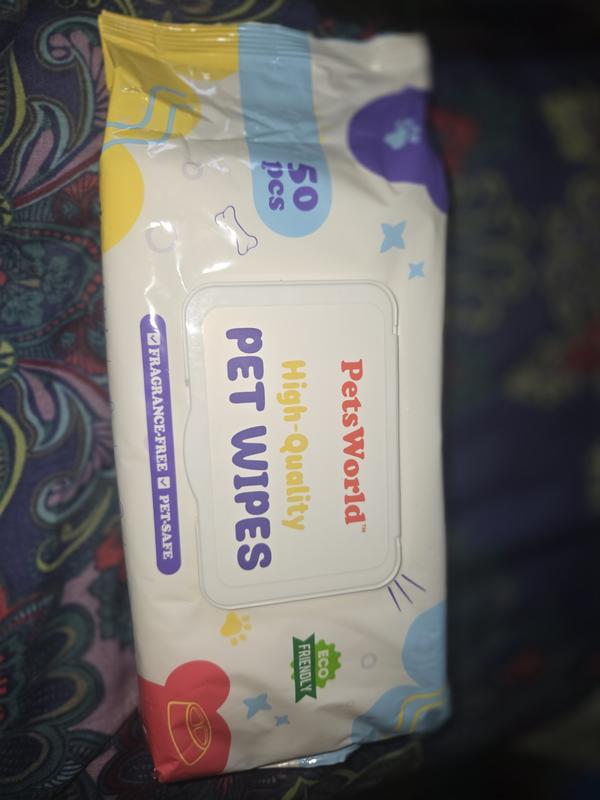 50
pcs
PetsWorld™
High-Quality
PET WIPES
FRAGRANCE-FREE PET-SAFE
ECO
FRIENDLY